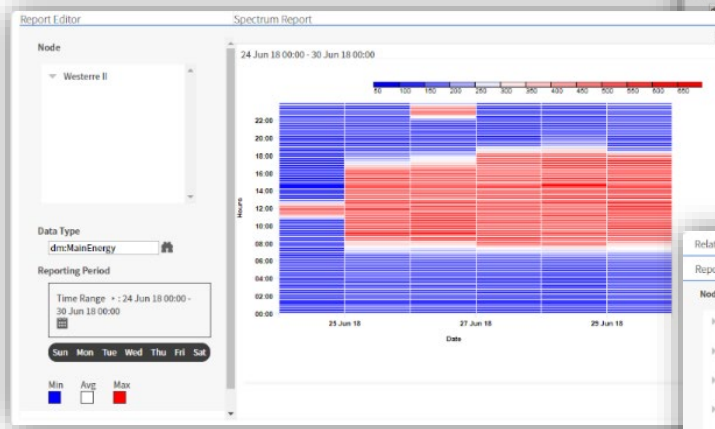 Report Editor
Spectrum Report
Node
Westerre II
Data Type
dm:MainEnergy
Reporting Period
Time Range : 24 Jun 18 00:00 -
30 Jun 18 00:00
Sun Mon Tue Wed Thu Fri Sat
Min Avg Max
24 Jun 18 00:00 - 30 Jun 18 00:00
50 100 150 200 250 300 350 400 450 500 550 600 650
22:00
20:00
18:00
16:00
14:00
12:00
10:00
08:00
06:00
04:00
02:00
00:00
Hours
25 Jun 18 27 Jun 18 29 Jun 18
Date
Relat
Repo
Nod